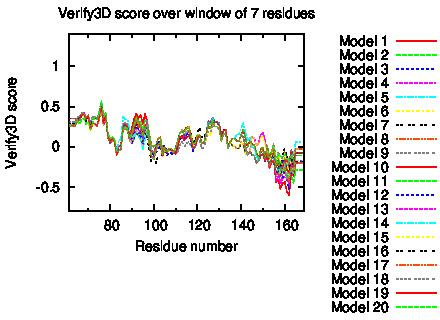 Verify3D score over window of 7 residues
Verify3D score
1
0.5
0
-0.5
80
100
120
140
160
Residue number
Model 1
Model 2
Model 3
Model 4
Model 5
Model 6
Model 7
Model 8
Model 9
Model 10
Model 11
Model 12
Model 13
Model 14
Model 15
Model 16
Model 17
Model 18
Model 19
Model 20